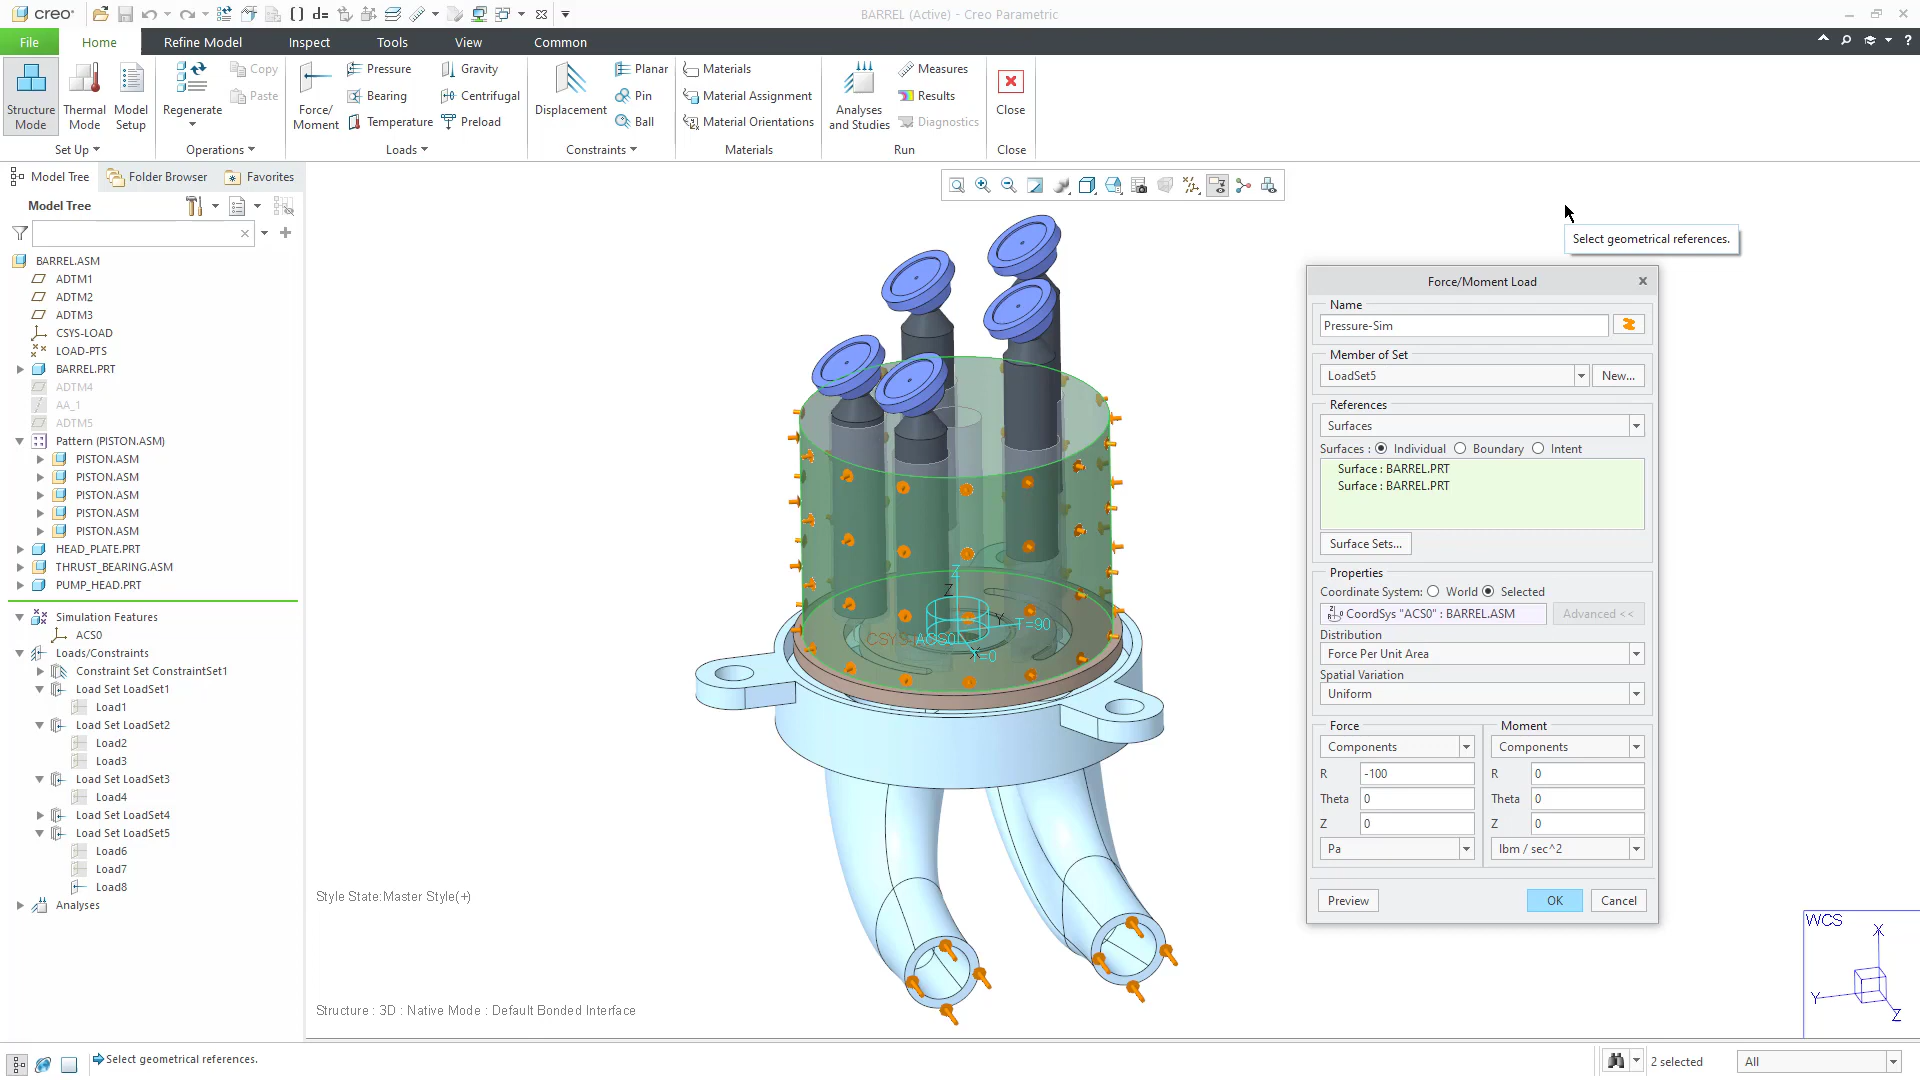 creo
BARREL (Active) - Creo Parametric
File
Home
Refine Model
Inspect
Tools
View
Common
Structure Mode
Thermal Mode
Model Setup
Set Up
Regenerate
Copy
Paste
Operations
Force/ Moment
Pressure
Bearing
Temperature
Gravity
Centrifugal
Preload
Loads
Displacement
Planar
Pin
Ball
Constraints
Materials
Material Assignment
Material Orientations
Materials
Analyses and Studies
Measures
Results
Diagnostics
Run
Close
Close
Model Tree
Folder Browser
Favorites
Model Tree
BARREL.ASM
ADTM1
ADTM2
ADTM3
CSYS-LOAD
LOAD-PTS
BARREL.PRT
ADTM4
AA_1
ADTM5
Pattern (PISTON.ASM)
PISTON.ASM
PISTON.ASM
PISTON.ASM
PISTON.ASM
PISTON.ASM
HEAD_PLATE.PRT
THRUST_BEARING.ASM
PUMP_HEAD.PRT
Simulation Features
ACS0
Loads/Constraints
Constraint Set ConstraintSet1
Load Set LoadSet1
Load1
Load Set LoadSet2
Load2
Load3
Load Set LoadSet3
Load4
Load Set LoadSet4
Load Set LoadSet5
Load6
Load7
Load8
Analyses
Select geometrical references.
Z
Z
Y
T=90
ACS0
X
T=0
Style State:Master Style(+)
Structure : 3D : Native Mode : Default Bonded Interface
Force/Moment Load
Name
Pressure-Sim
Member of Set
LoadSet5
New...
References
Surfaces
Surfaces : Individual Boundary Intent
Surface : BARREL.PRT
Surface : BARREL.PRT
Surface Sets...
Properties
Coordinate System: World Selected
CoordSys "ACS0" : BARREL.ASM
Advanced <<
Distribution
Force Per Unit Area
Spatial Variation
Uniform
Force
Moment
Components
Components
R -100
R 0
Theta 0
Theta 0
Z 0
Z 0
Pa
lbm / sec^2
Preview
OK
Cancel
WCS
X
Y
Z
Select geometrical references.
2 selected
All